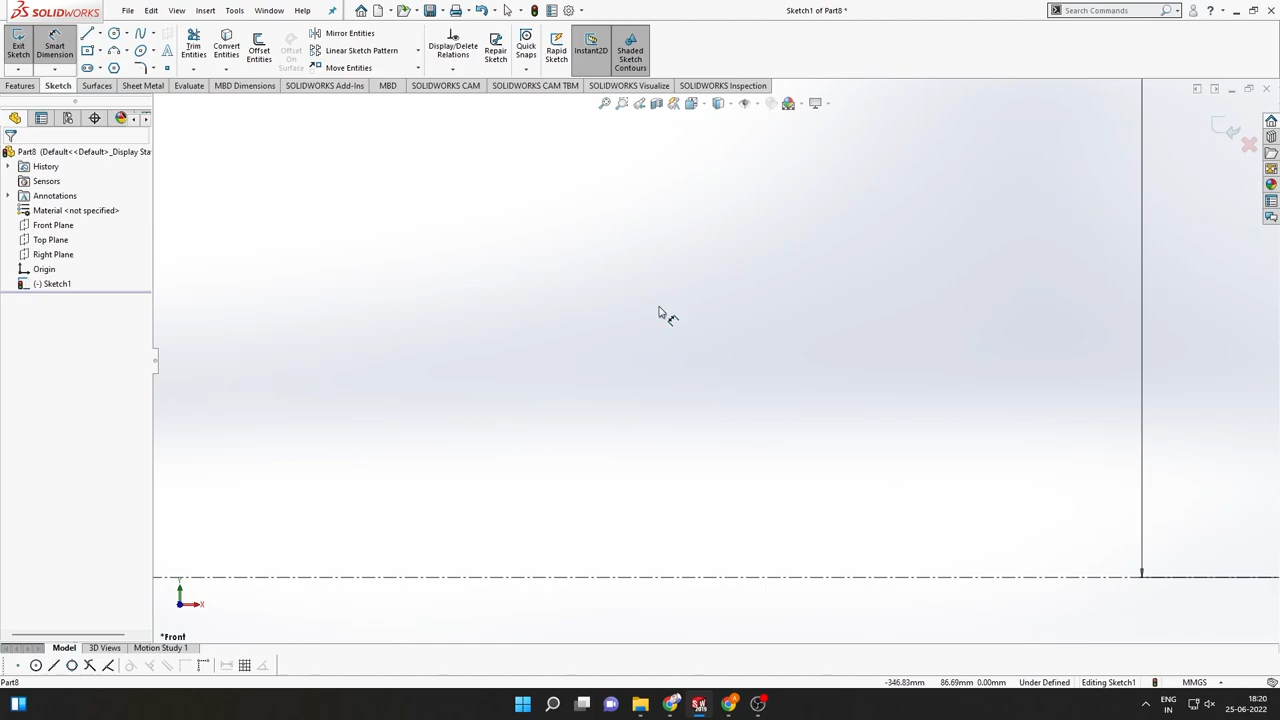 SOLIDWORKS
File
Edit
View
Insert
Tools
Window
Help
Sketch1 of Part8 *
Search Commands
Exit Sketch
Smart Dimension
Trim Entities
Convert Entities
Offset Entities
Offset On Surface
Mirror Entities
Linear Sketch Pattern
Move Entities
Display/Delete Relations
Repair Sketch
Quick Snaps
Rapid Sketch
Instant2D
Shaded Sketch Contours
Features
Sketch
Surfaces
Sheet Metal
Evaluate
MBD Dimensions
SOLIDWORKS Add-Ins
MBD
SOLIDWORKS CAM
SOLIDWORKS CAM TBM
SOLIDWORKS Visualize
SOLIDWORKS Inspection
Part8 (Default<<Default>_Display Sta
History
Sensors
Annotations
Material <not specified>
Front Plane
Top Plane
Right Plane
Origin
(-) Sketch1
Y
X
*Front
Model
3D Views
Motion Study 1
Part8
-346.83mm
86.69mm 0.00mm
Under Defined
Editing Sketch1
MMGS
ENG
IN
18:20
25-06-2022